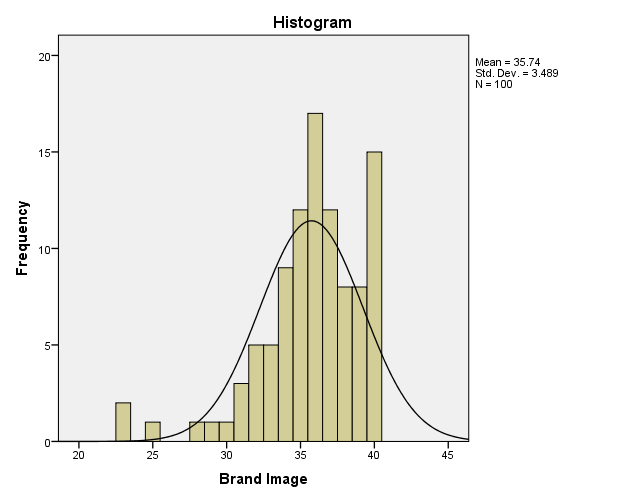 Histogram
Mean = 35.74
Std. Dev. = 3.489
N = 100
20
15
10
5
0
Frequency
20 25 30 35 40 45
Brand Image